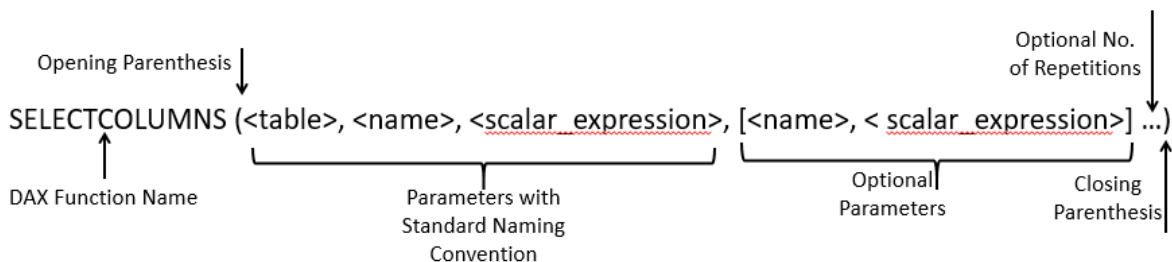 Opening Parenthesis
Optional No.
of Repetitions
SELECTCOLUMNS (<table>, <name>, <scalar_expression>, [<name>, < scalar_expression>] ...)
DAX Function Name
Parameters with
Standard Naming
Convention
Optional
Parameters
Closing
Parenthesis